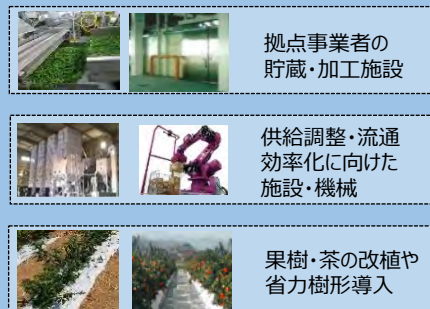 拠点事業者の
貯蔵・加工施設
供給調整・流通
効率化に向けた
施設・機械
果樹・茶の改植や
省力樹形導入